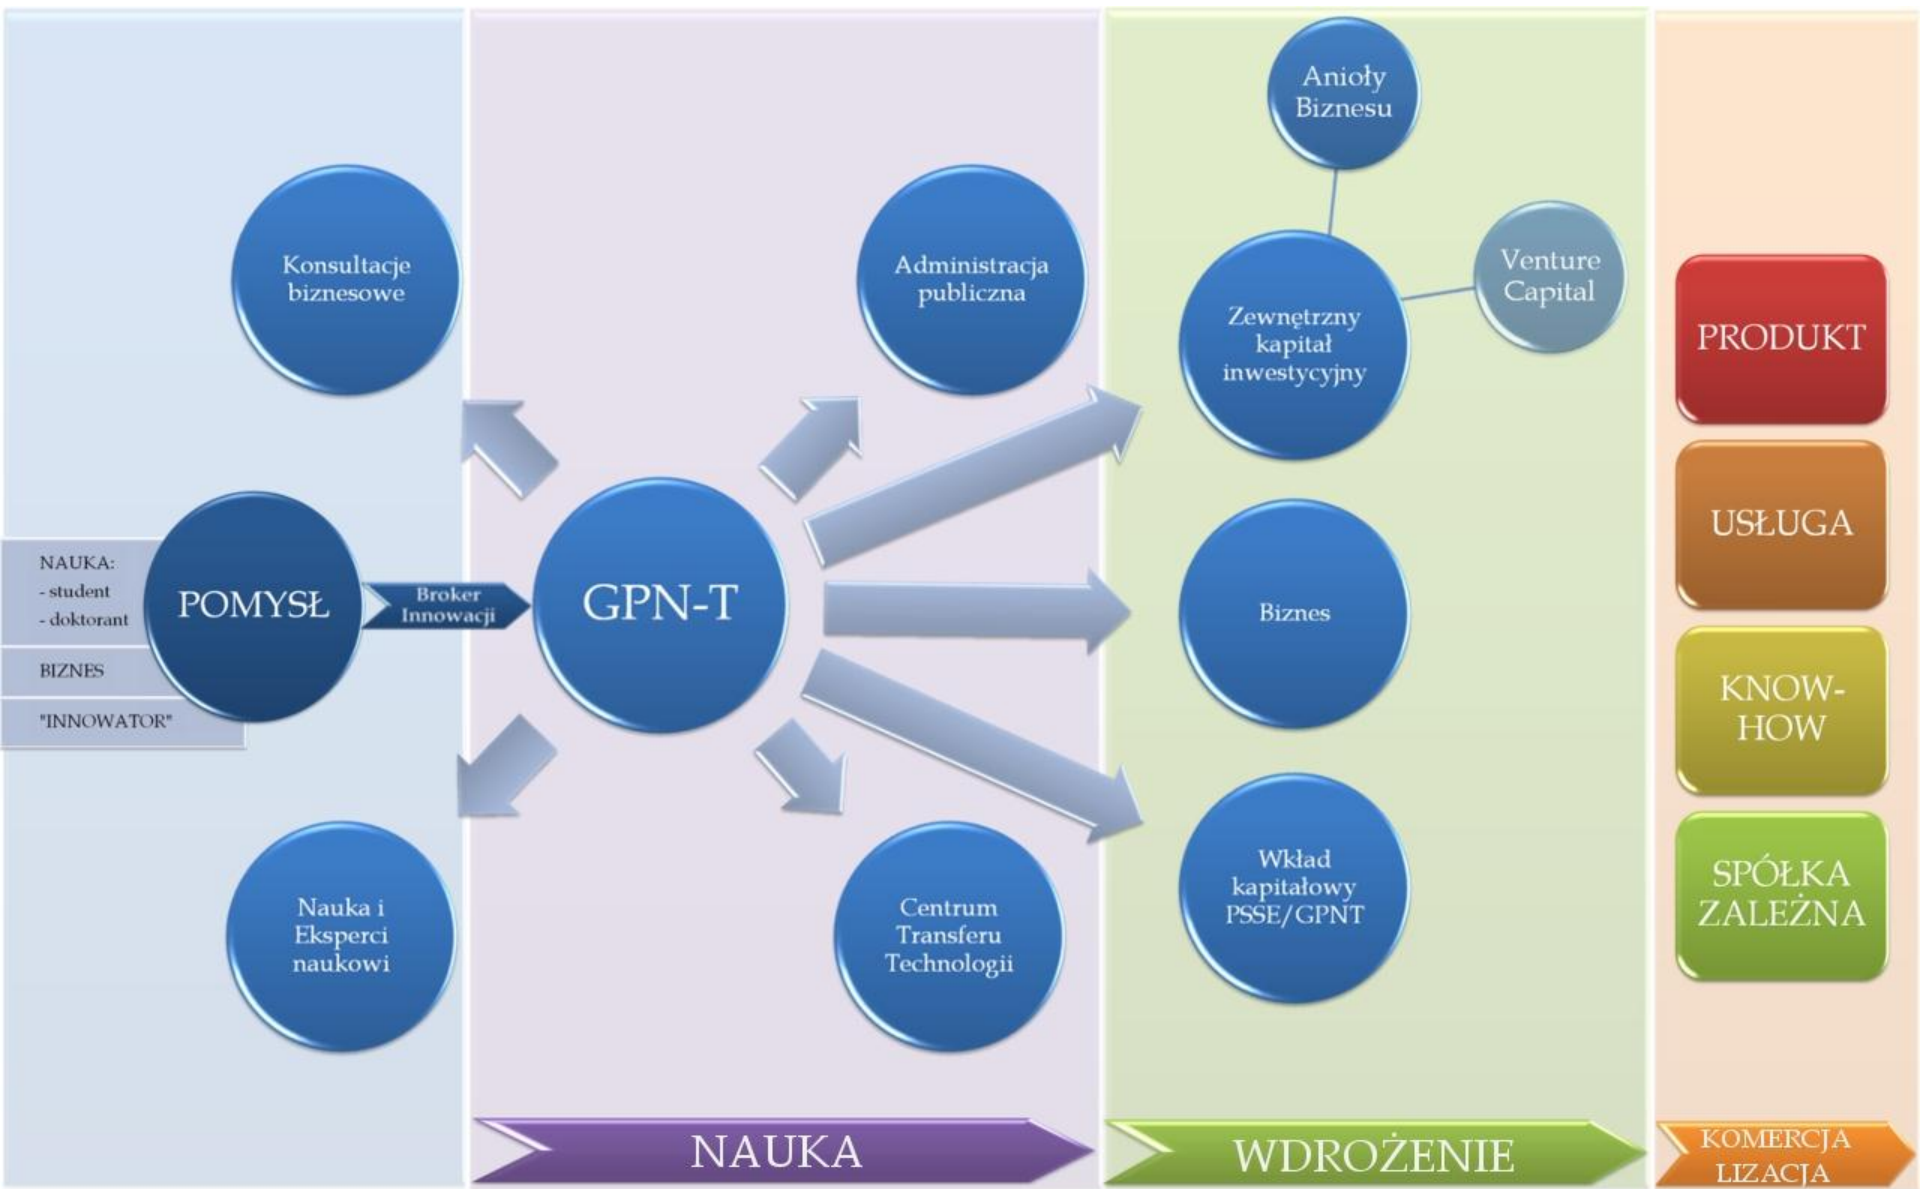 Anioły
Biznesu
Konsultacje
biznesowe
Administracja
publiczna
Zewnętrzny
kapitał
inwestycyjny
Venture
Capital
PRODUKT
USŁUGA
NAUKA:
- student
- doktorant
BIZNES
"INNOWATOR"
POMYSŁ
Broker
Innowacji
GPN-T
Biznes
KNOW-
HOW
Nauka i
Eksperci
naukowi
Centrum
Transferu
Technologii
Wkład
kapitałowy
PSSE/GPNT
SPÓŁKA
ZALEŻNA
NAUKA
WDROŻENIE
KOMERCJA
LIZACJA